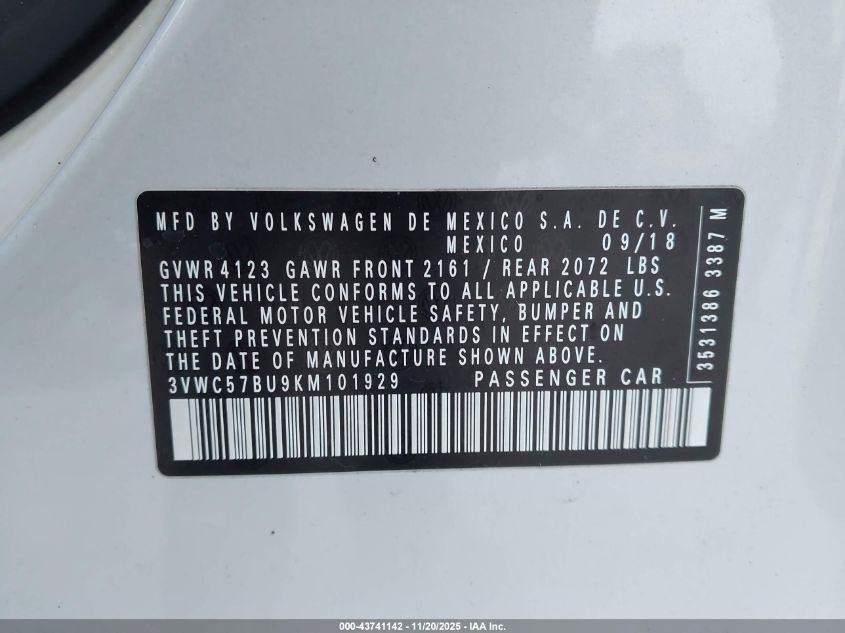 MFD BY VOLKSWAGEN DE MEXICO S.A. DE C.V.
MEXICO 09/18
GVWR 4123 GAWR FRONT 2161 / REAR 2072 LBS
THIS VEHICLE CONFORMS TO ALL APPLICABLE U.S.
FEDERAL MOTOR VEHICLE SAFETY, BUMPER AND
THEFT PREVENTION STANDARDS IN EFFECT ON
THE DATE OF MANUFACTURE SHOWN ABOVE.
3VWC57BU9KM101929 PASSENGER CAR
3531386 3387 M
000-43741142 - 11/20/2025 - IAA Inc.